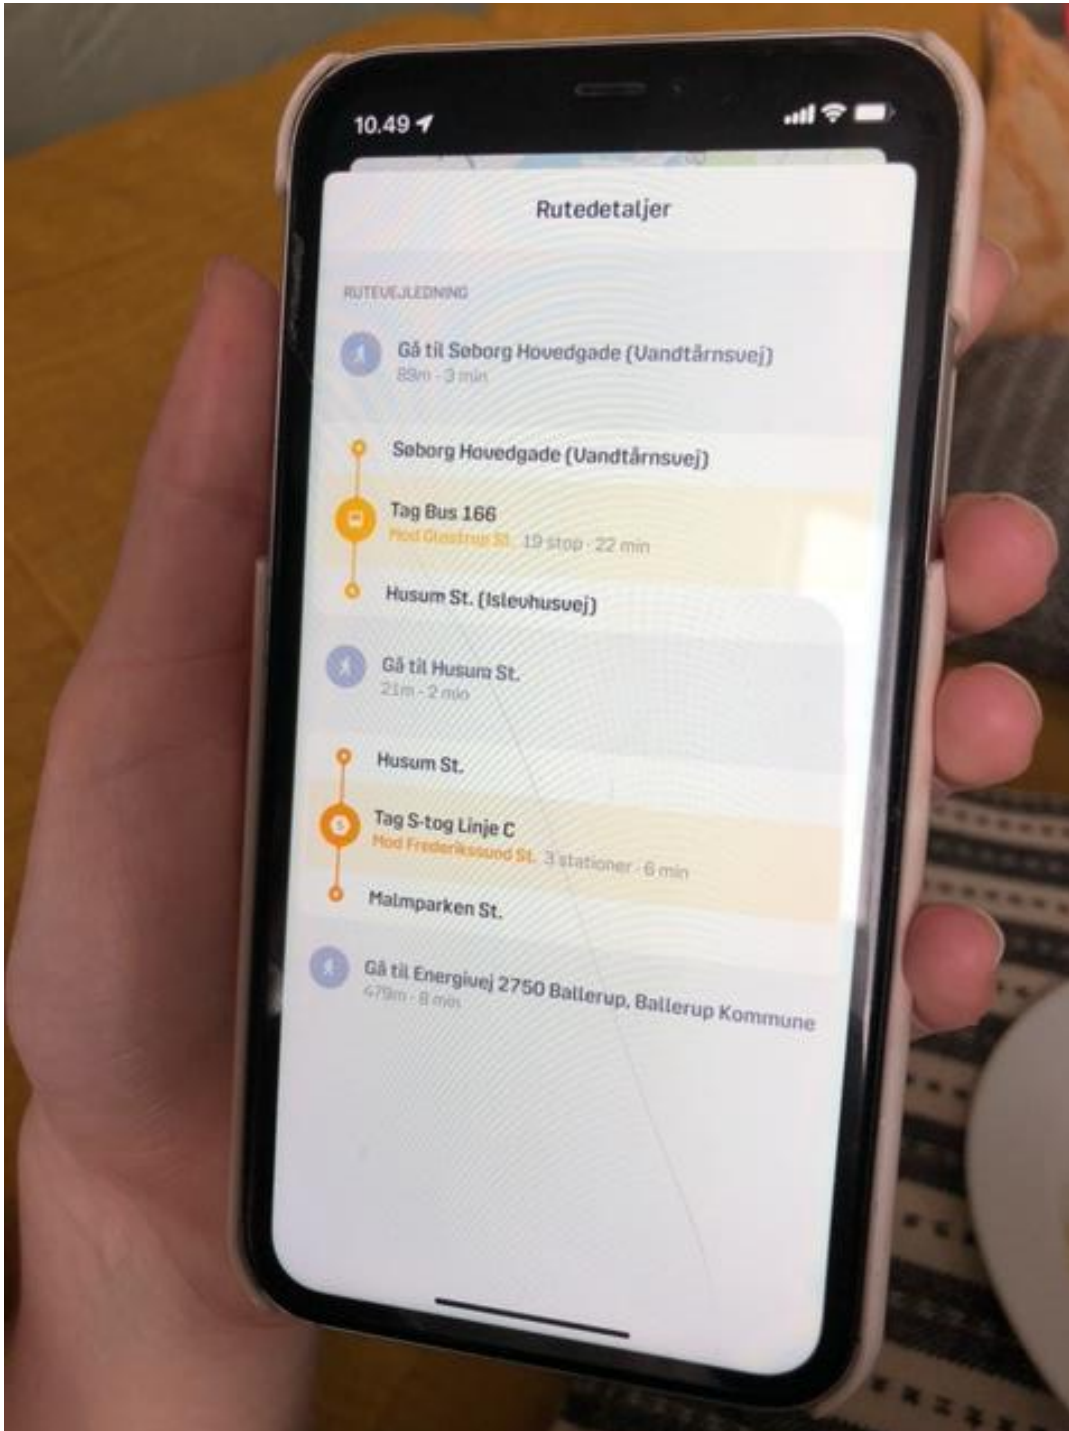 10.49
Rutedetaljer
RUTEVEJLEDNING
Gå til Søborg Hovedgade (Vandtårnsvej)
89m - 3 min
Søborg Hovedgade (Vandtårnsvej)
Tag Bus 166
Mod Glostrup St. 19 stop · 22 min
Husum St. (Islevhusvej)
Gå til Husum St.
21m - 2 min
Husum St.
S
Tag S-tog Linje C
Mod Frederikssund St. 3 stationer · 6 min
Malmparken St.
Gå til Energivej 2750 Ballerup, Ballerup Kommune
479m - 8 min